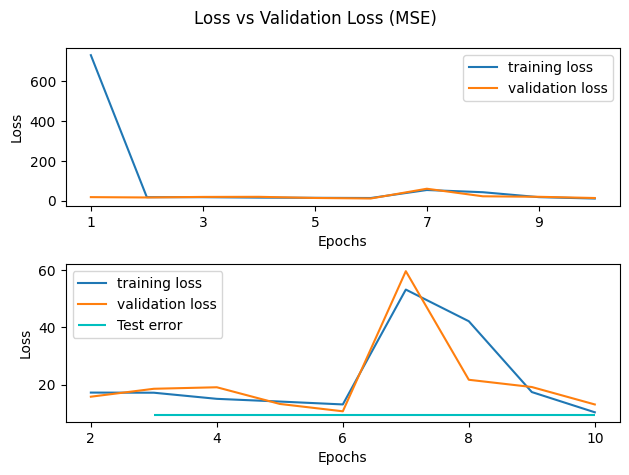 Loss vs Validation Loss (MSE)
600
400
200
0
Loss
training loss
validation loss
1 3 5 7 9
Epochs
60
40
20
Loss
training loss
validation loss
Test error
2 4 6 8 10
Epochs